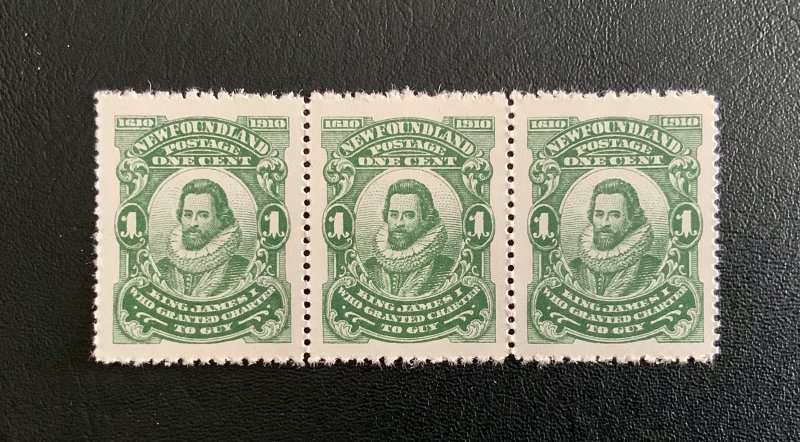 1610 1910
NEWFOUNDLAND
POSTAGE
ONE CENT
1 1
KING JAMES I
WHO GRANTED CHARTER
TO GUY
1610 1910
NEWFOUNDLAND
POSTAGE
ONE CENT
1 1
KING JAMES I
WHO GRANTED CHARTER
TO GUY
1610 1910
NEWFOUNDLAND
POSTAGE
ONE CENT
1 1
KING JAMES I
WHO GRANTED CHARTER
TO GUY